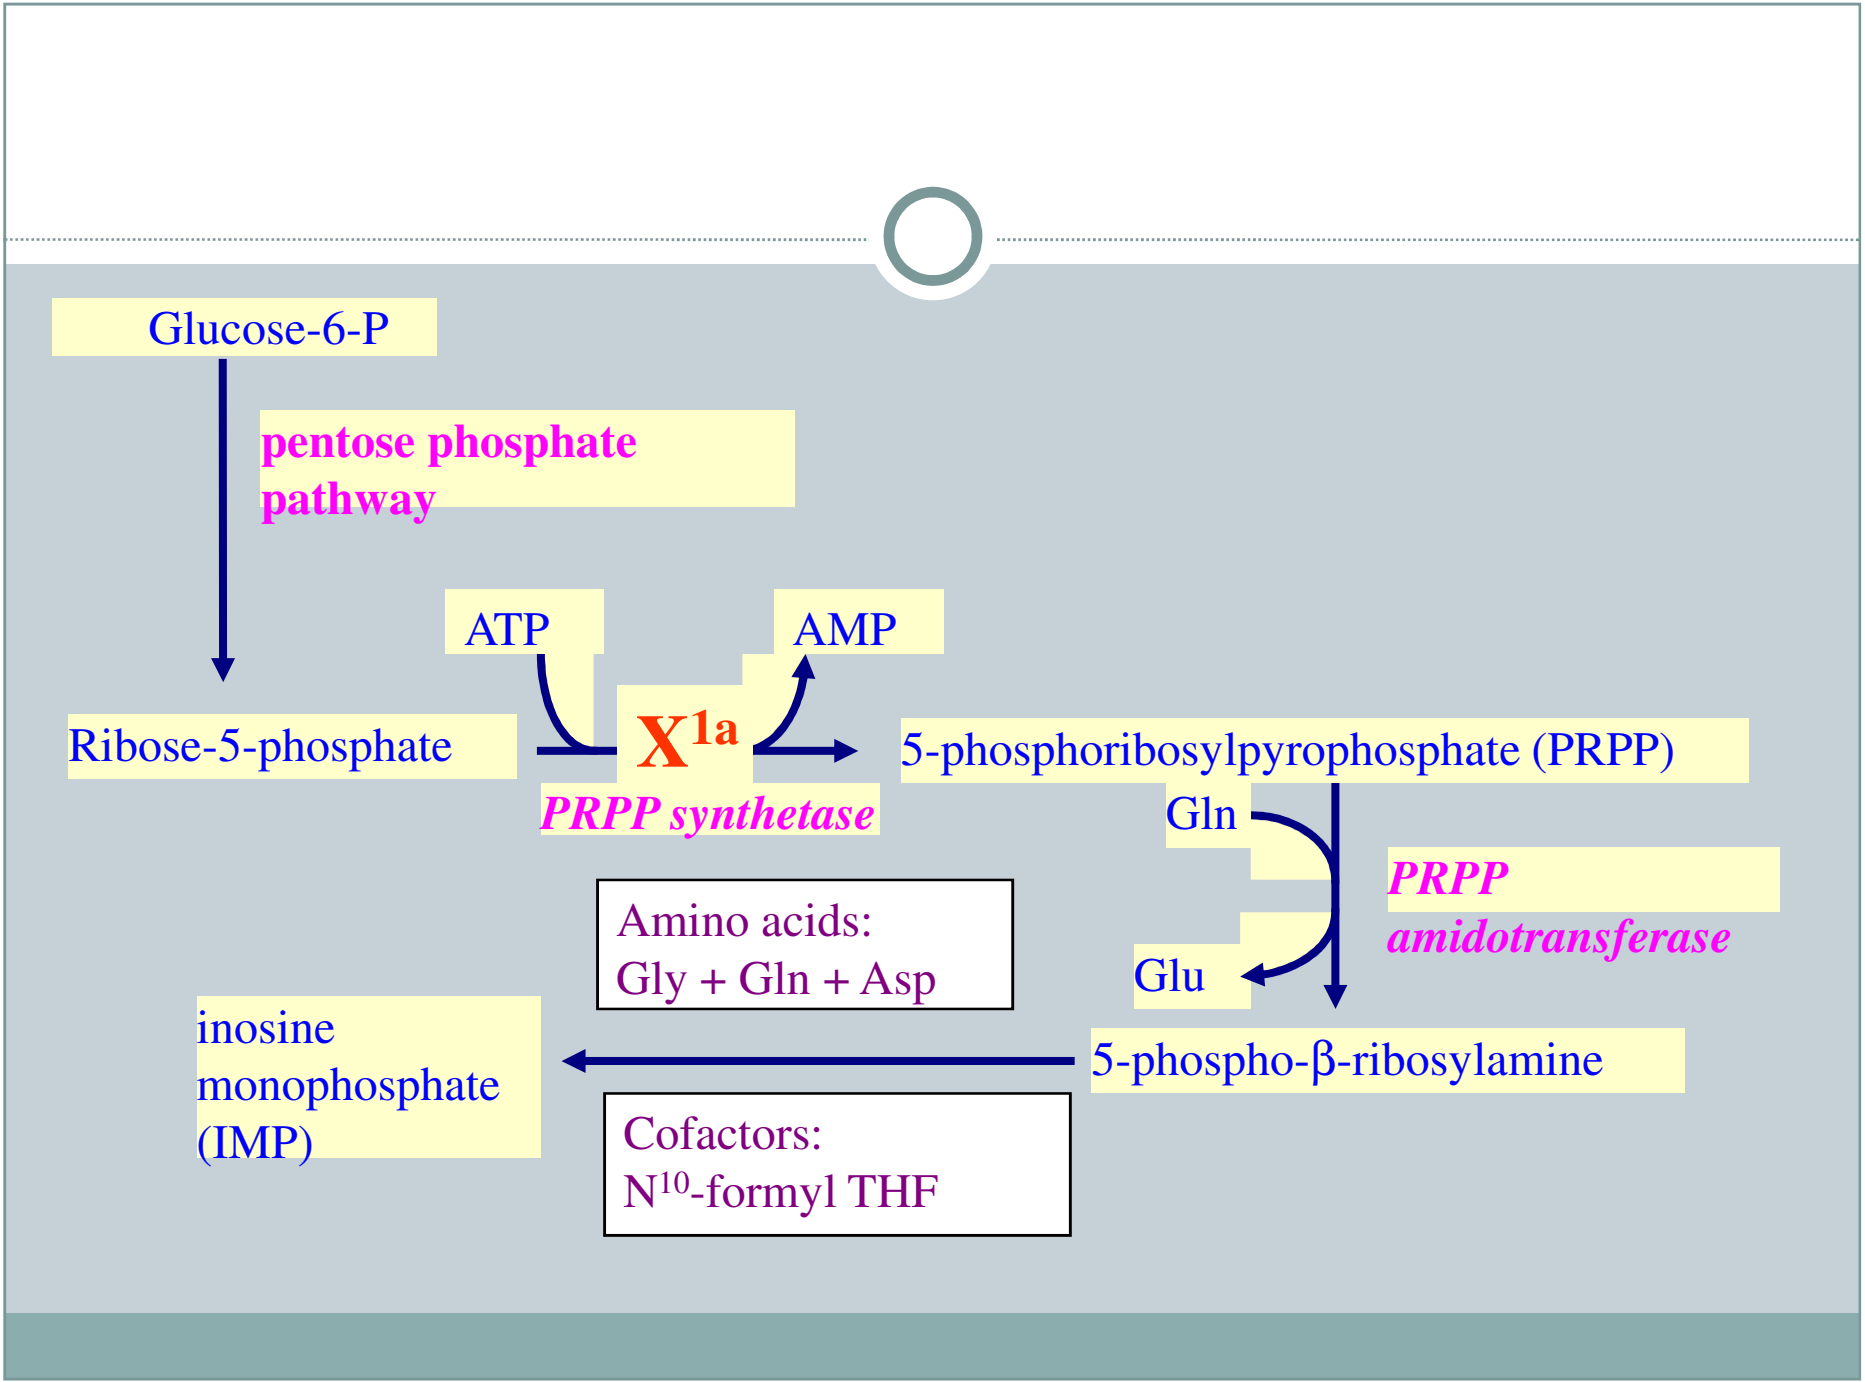 Glucose-6-P
pentose phosphate
pathway
ATP
AMP
Ribose-5-phosphate
X¹ᵃ
5-phosphoribosylpyrophosphate (PRPP)
PRPP synthetase
Gln
PRPP
amidotransferase
Amino acids:
Gly + Gln + Asp
Glu
inosine
monophosphate
(IMP)
5-phospho-β-ribosylamine
Cofactors:
N¹⁰-formyl THF